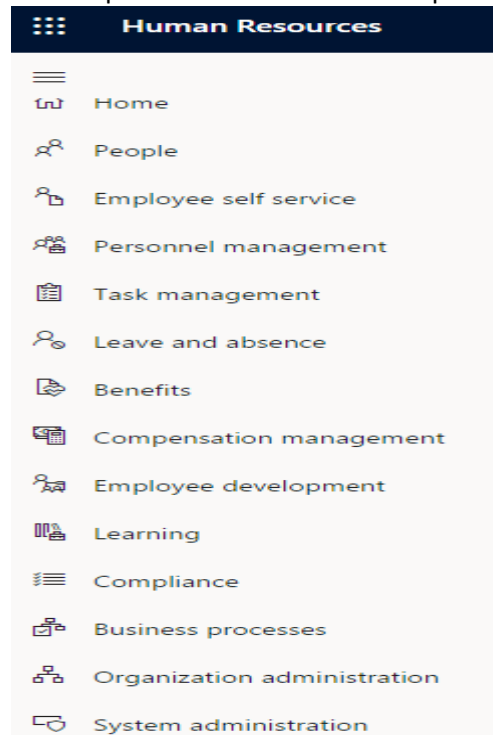 Human Resources
Home
People
Employee self service
Personnel management
Task management
Leave and absence
Benefits
Compensation management
Employee development
Learning
Compliance
Business processes
Organization administration
System administration